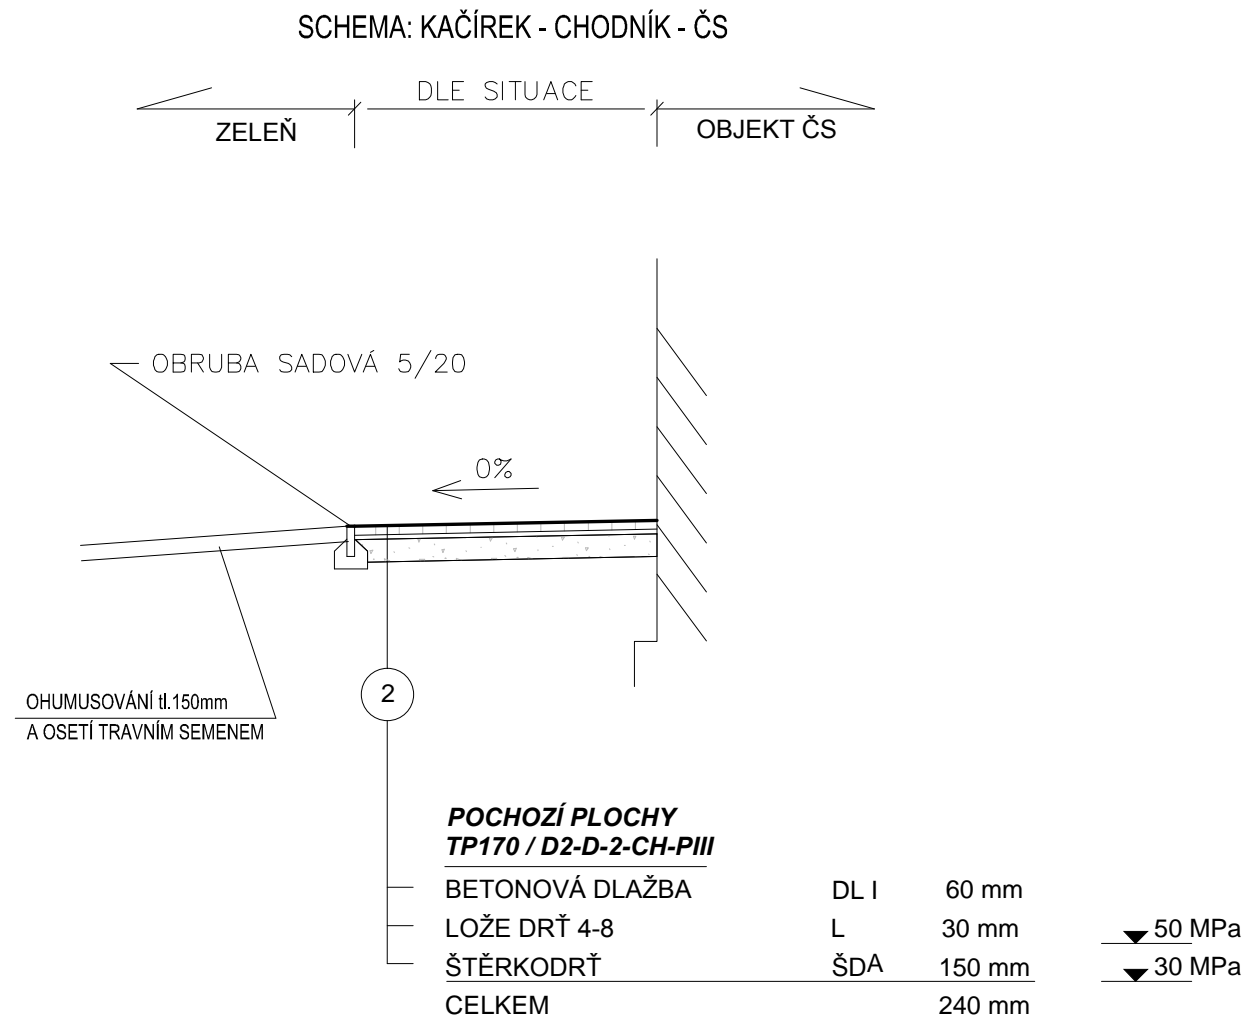 SCHEMA: KAČÍREK - CHODNÍK - ČS
DLE SITUACE
ZELEŇ
OBJEKT ČS
OBRUBA SADOVÁ 5/20
0%
OHUMUSOVÁNÍ tl.150mm
A OSETÍ TRAVNÍM SEMENEM
2
POCHOZÍ PLOCHY
TP170 / D2-D-2-CH-PIII
BETONOVÁ DLAŽBA DL I 60 mm
LOŽE DRŤ 4-8 L 30 mm 50 MPa
ŠTĚRKODRŤ ŠDA 150 mm 30 MPa
CELKEM 240 mm